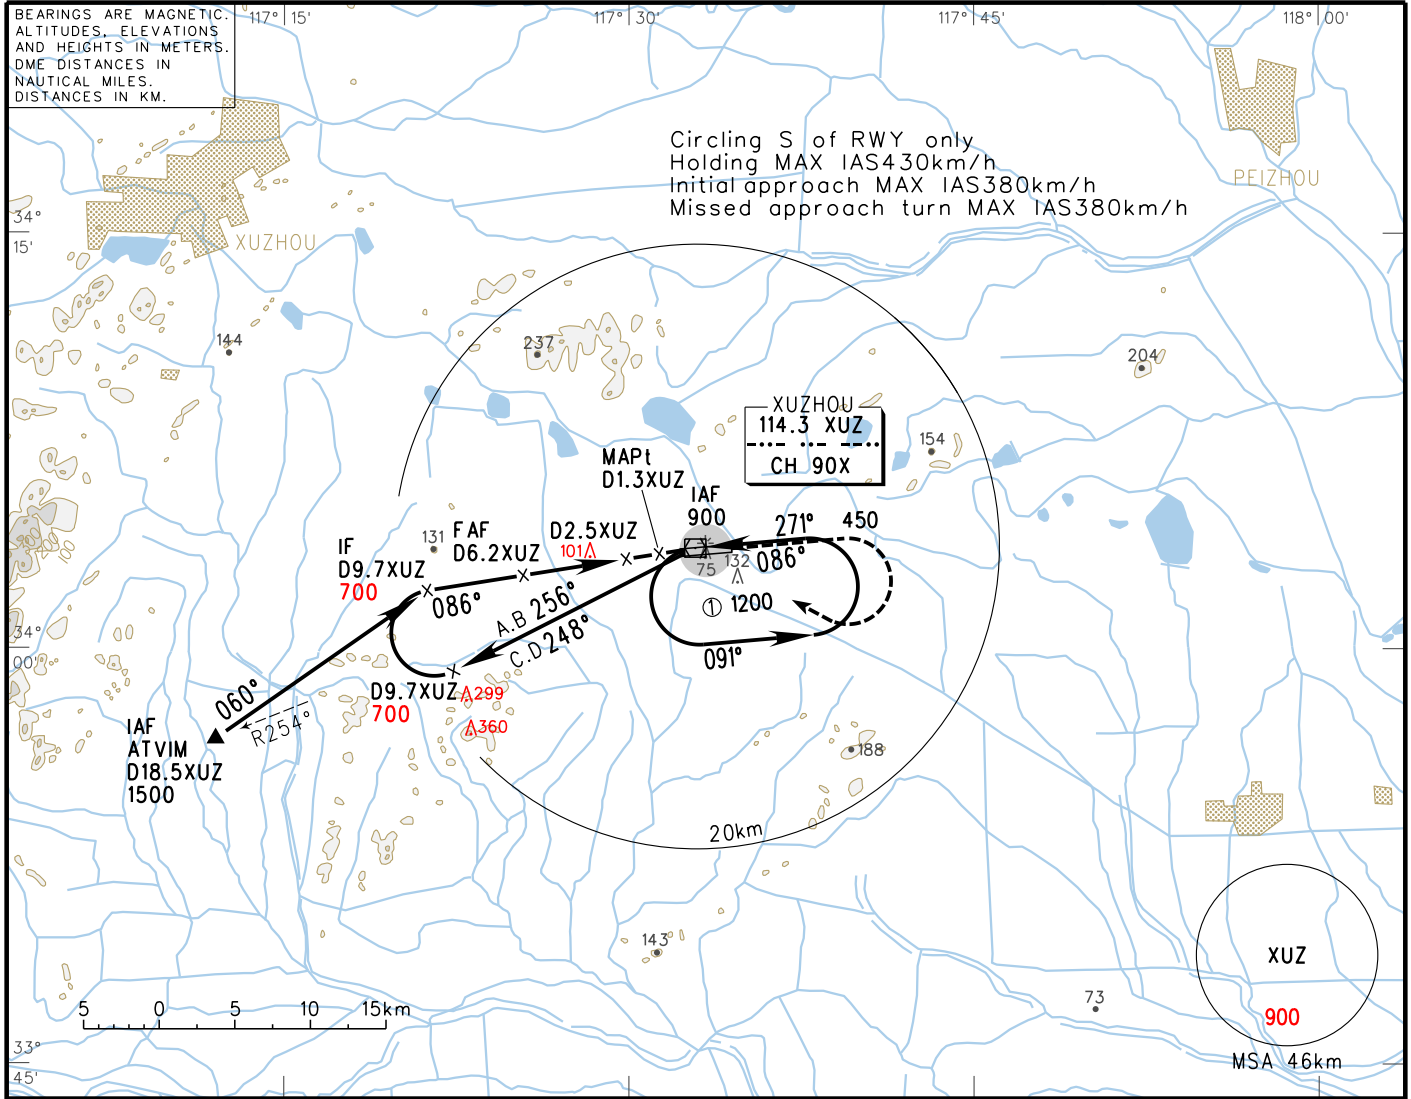 BEARINGS ARE MAGNETIC.
ALTITUDES, ELEVATIONS
AND HEIGHTS IN METERS.
DME DISTANCES IN
NAUTICAL MILES.
DISTANCES IN KM.
117° 15'
117° 30'
117° 45'
118° 00'
Circling S of RWY only
Holding MAX IAS430km/h
Initial approach MAX IAS380km/h
Missed approach turn MAX IAS380km/h
PEIZHOU
34°
15'
XUZHOU
144
237
204
XUZHOU
114.3 XUZ
CH 90X
154
MAPt
D1.3XUZ
IAF
900
271°
450
131
FAF
D6.2XUZ
D2.5XUZ
101
IF
D9.7XUZ
700
086°
75
132
086°
A.B 256°
C.D 248°
① 1200
091°
34°
00'
060°
R254°
D9.7XUZ
700
299
360
IAF
ATVIM
D18.5XUZ
1500
188
20km
143
XUZ
900
MSA 46km
73
5 0 5 10 15km
33°
45'